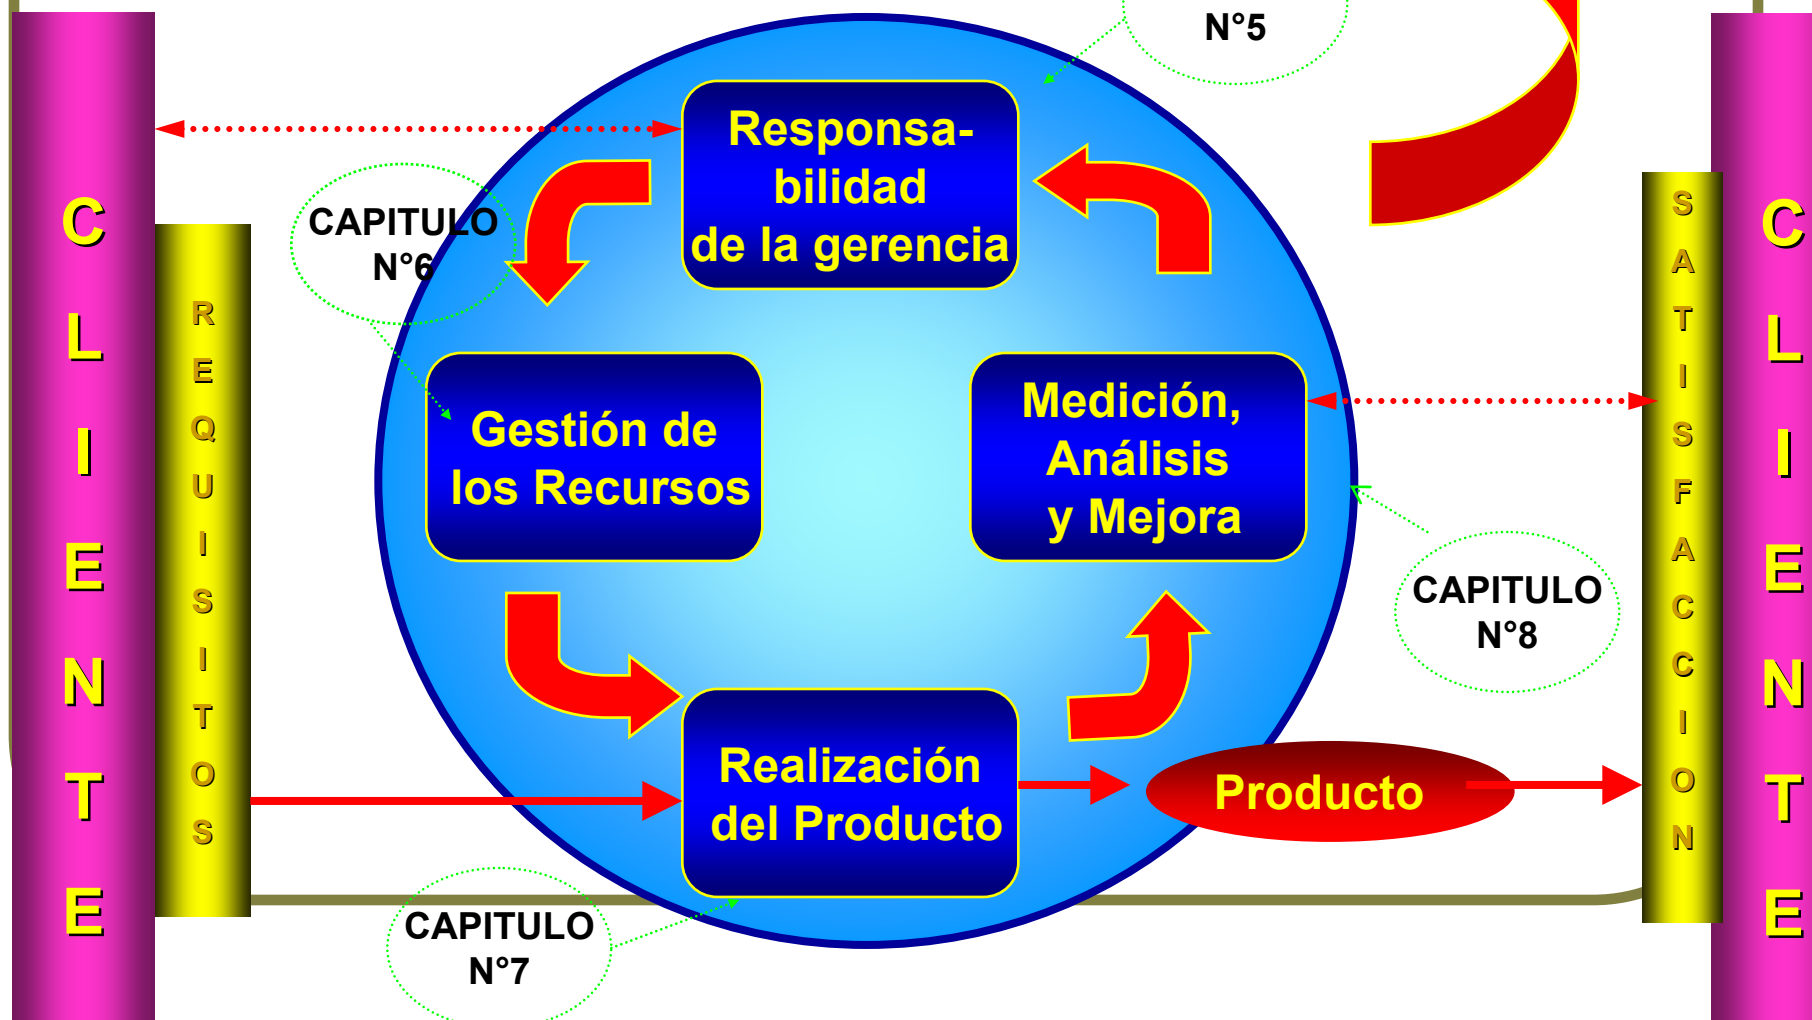 N°5
Responsa-
bilidad
de la gerencia
CAPITULO
N°6
CLIENTE
REQUISITOS
Gestión de
los Recursos
Medición,
Análisis
y Mejora
SATISFACCION
CLIENTE
CAPITULO
N°8
Realización
del Producto
Producto
CAPITULO
N°7